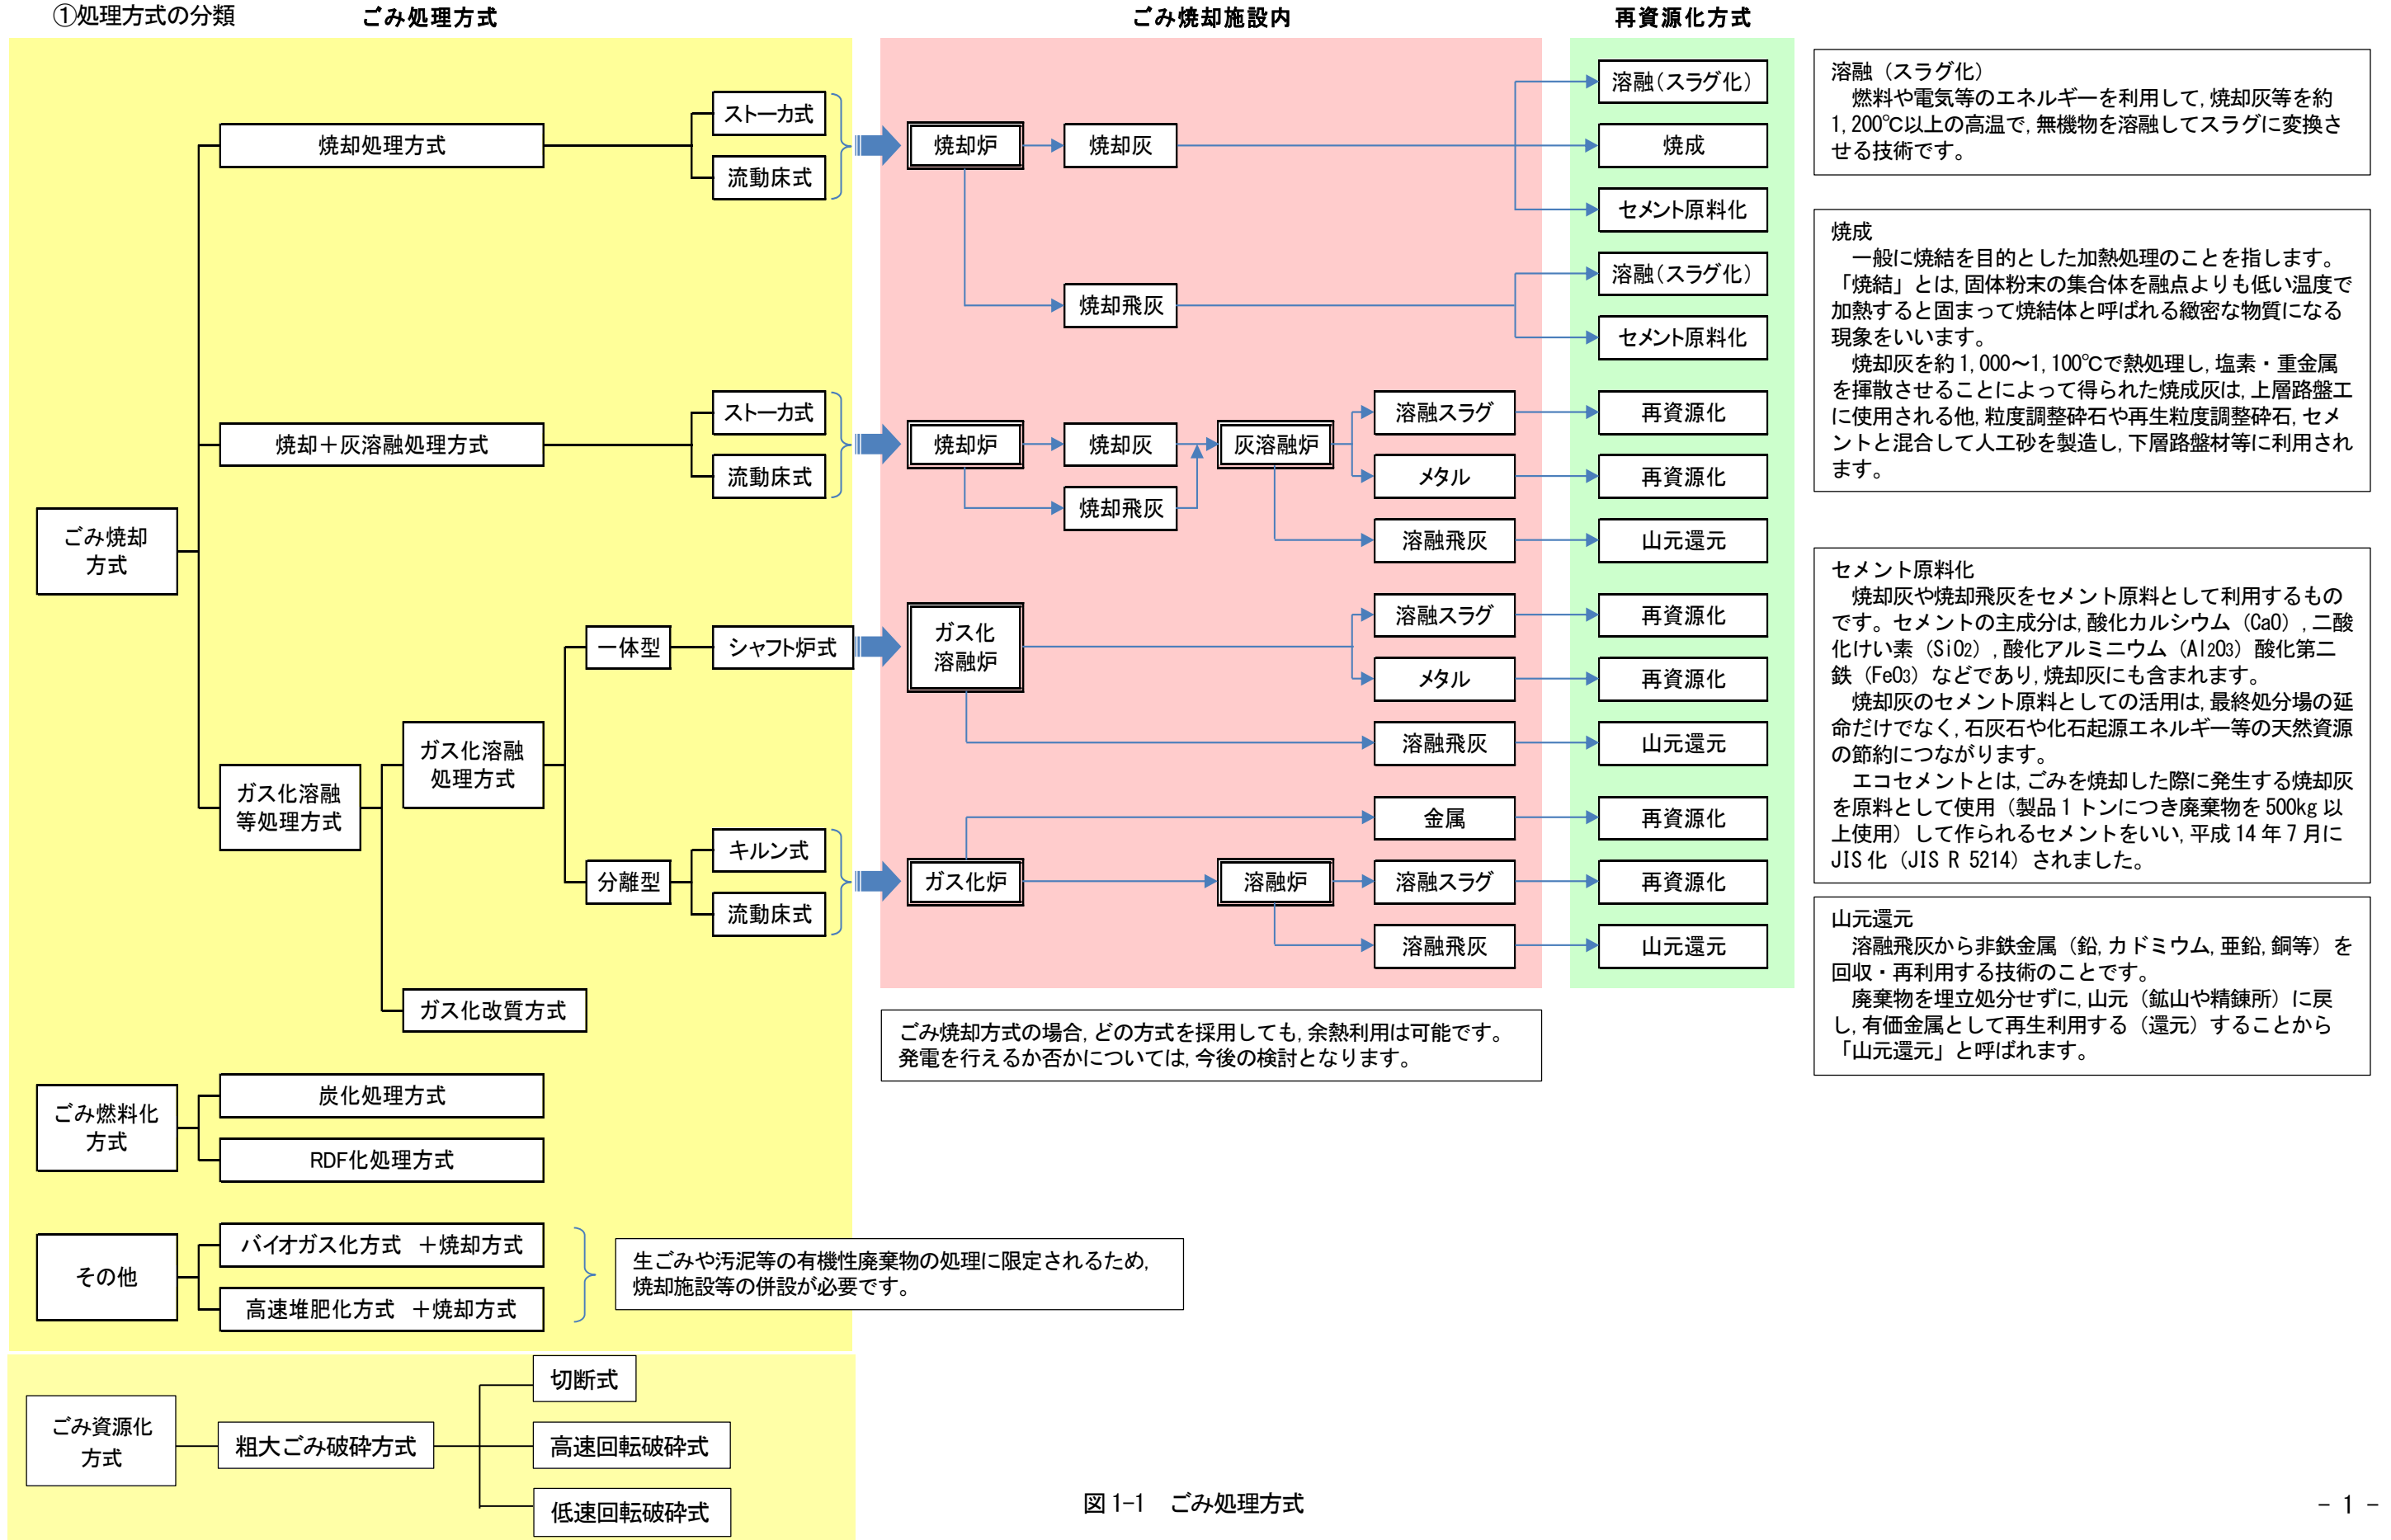 ①処理方式の分類
ごみ処理方式
ごみ焼却施設内
再資源化方式
ごみ焼却
方式
焼却処理方式
ストーカ式
流動床式
焼却＋灰溶融処理方式
ストーカ式
流動床式
ガス化溶融
等処理方式
ガス化溶融
処理方式
一体型
シャフト炉式
分離型
キルン式
流動床式
ガス化改質方式
ごみ燃料化
方式
炭化処理方式
RDF化処理方式
その他
バイオガス化方式　＋焼却方式
高速堆肥化方式　＋焼却方式
生ごみや汚泥等の有機性廃棄物の処理に限定されるため,
焼却施設等の併設が必要です。
ごみ資源化
方式
粗大ごみ破砕方式
切断式
高速回転破砕式
低速回転破砕式
焼却炉
焼却灰
焼却飛灰
溶融（スラグ化）
焼成
セメント原料化
溶融（スラグ化）
セメント原料化
焼却炉
焼却灰
焼却飛灰
灰溶融炉
溶融スラグ
再資源化
メタル
再資源化
溶融飛灰
山元還元
ガス化
溶融炉
溶融スラグ
再資源化
メタル
再資源化
溶融飛灰
山元還元
ガス化炉
金属
再資源化
溶融炉
溶融スラグ
再資源化
溶融飛灰
山元還元
ごみ焼却方式の場合,どの方式を採用しても,余熱利用は可能です。
発電を行えるか否かについては,今後の検討となります。
溶融（スラグ化）
　燃料や電気等のエネルギーを利用して,焼却灰等を約
1,200℃以上の高温で,無機物を溶融してスラグに変換さ
せる技術です。
焼成
　一般に焼結を目的とした加熱処理のことを指します。
「焼結」とは,固体粉末の集合体を融点よりも低い温度で
加熱すると固まって焼結体と呼ばれる緻密な物質になる
現象をいいます。
　焼却灰を約1,000～1,100℃で熱処理し,塩素・重金属
を揮散させることによって得られた焼成灰は,上層路盤工
に使用される他,粒度調整砕石や再生粒度調整砕石,セメ
ントと混合して人工砂を製造し,下層路盤材等に利用され
ます。
セメント原料化
　焼却灰や焼却飛灰をセメント原料として利用するもの
です。セメントの主成分は,酸化カルシウム（CaO）,二酸
化けい素（SiO2）,酸化アルミニウム（Al2O3）酸化第二
鉄（FeO3）などであり,焼却灰にも含まれます。
　焼却灰のセメント原料としての活用は,最終処分場の延
命だけでなく,石灰石や化石起源エネルギー等の天然資源
の節約につながります。
　エコセメントとは,ごみを焼却した際に発生する焼却灰
を原料として使用（製品1トンにつき廃棄物を500kg以
上使用）して作られるセメントをいい,平成14年7月に
JIS化（JIS R 5214）されました。
山元還元
　溶融飛灰から非鉄金属（鉛,カドミウム,亜鉛,銅等）を
回収・再利用する技術のことです。
　廃棄物を埋立処分せずに,山元（鉱山や精錬所）に戻
し,有価金属として再生利用する（還元）することから
「山元還元」と呼ばれます。
図1-1　ごみ処理方式
- 1 -